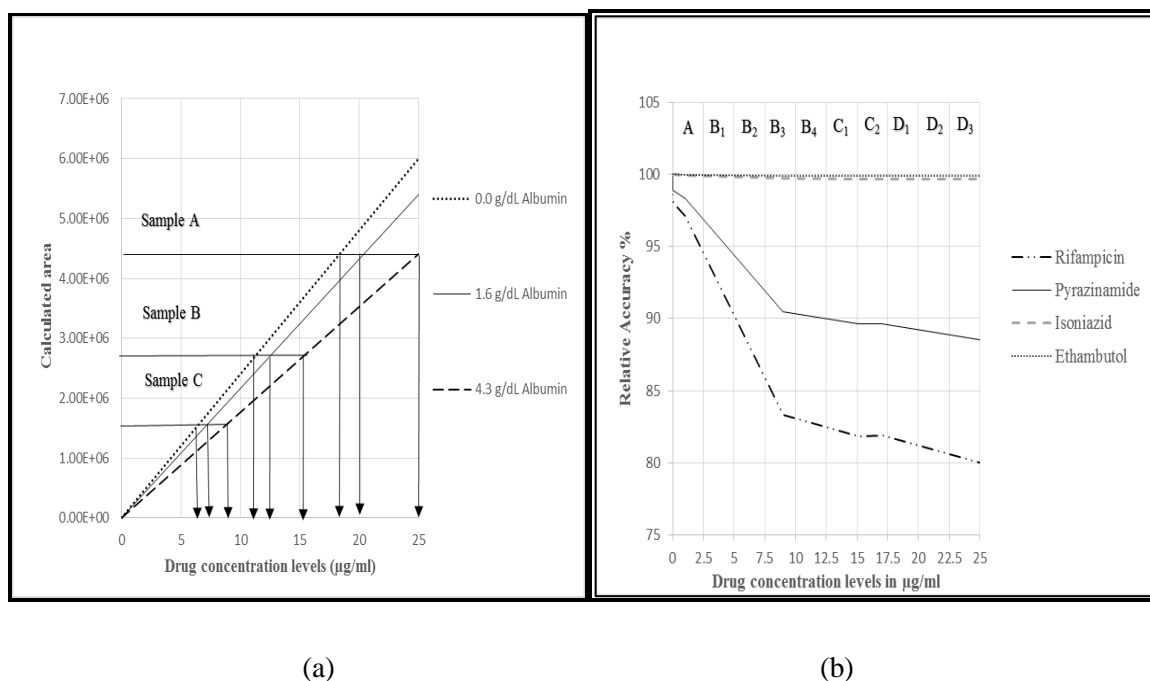 7.00E+06
6.00E+06
5.00E+06
4.00E+06
3.00E+06
2.00E+06
1.00E+06
0.00E+00
Calculated area
Sample A
Sample B
Sample C
0 5 10 15 20 25
Drug concentration levels (µg/ml)
0.0 g/dL Albumin
1.6 g/dL Albumin
4.3 g/dL Albumin
(a)
105
100
95
90
85
80
75
Relative Accuracy %
A B₁ B₂ B₃ B₄ C₁ C₂ D₁ D₂ D₃
0 2.5 5 7.5 10 12.5 15 17.5 20 22.5 25
Drug concentration levels in µg/ml
Rifampicin
Pyrazinamide
Isoniazid
Ethambutol
(b)